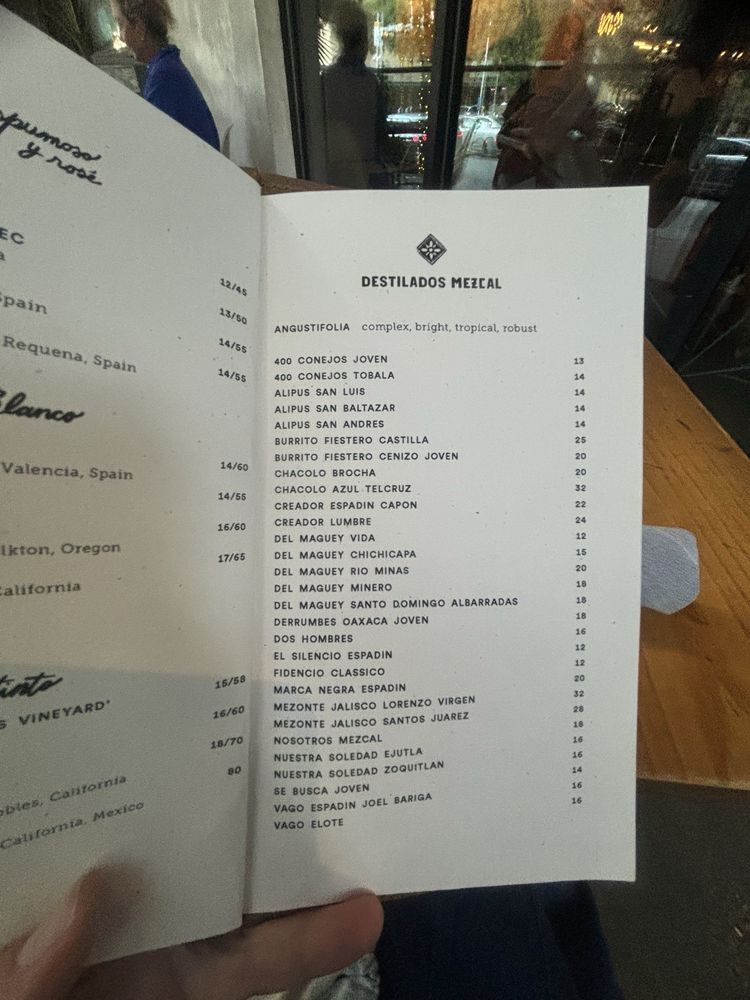 y rosé
12/45
Spain 13/50
14/55
Requena, Spain 14/55
Blanco
Valencia, Spain 14/60
14/55
16/60
Oregon 17/65
California
Tinto
15/58
VINEYARD' 16/60
18/70
80
California
California, Mexico
DESTILADOS MEZCAL
ANGUSTIFOLIA complex, bright, tropical, robust
400 CONEJOS JOVEN 13
400 CONEJOS TOBALA 14
ALIPUS SAN LUIS 14
ALIPUS SAN BALTAZAR 14
ALIPUS SAN ANDRES 14
BURRITO FIESTERO CASTILLA 25
BURRITO FIESTERO CENIZO JOVEN 20
CHACOLO BROCHA 20
CHACOLO AZUL TELCRUZ 32
CREADOR ESPADIN CAPON 22
CREADOR LUMBRE 24
DEL MAGUEY VIDA 12
DEL MAGUEY CHICHICAPA 15
DEL MAGUEY RIO MINAS 20
DEL MAGUEY MINERO 18
DEL MAGUEY SANTO DOMINGO ALBARRADAS 18
DERRUMBES OAXACA JOVEN 18
DOS HOMBRES 16
EL SILENCIO ESPADIN 12
FIDENCIO CLASSICO 12
MARCA NEGRA ESPADIN 20
MEZONTE JALISCO LORENZO VIRGEN 32
MEZONTE JALISCO SANTOS JUAREZ 28
NOSOTROS MEZCAL 18
NUESTRA SOLEDAD EJUTLA 16
NUESTRA SOLEDAD ZOQUITLAN 16
SE BUSCA JOVEN 14
VAGO ESPADIN JOEL BARIGA 16
VAGO ELOTE 16